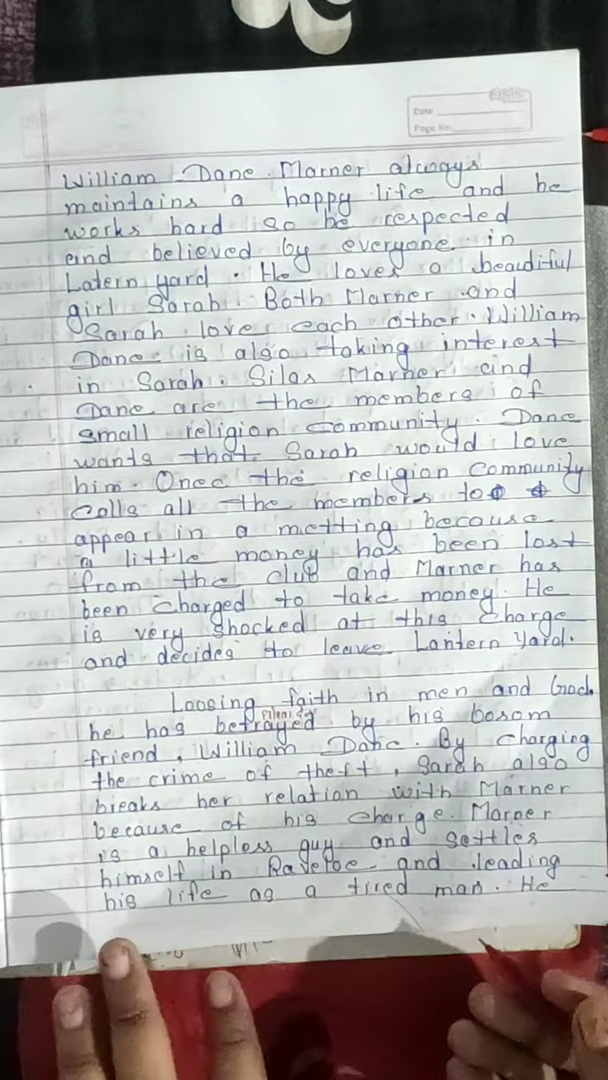 Date
Page No.
William Dane. Marner always
maintains a happy life and he
works hard so be respected
and believed by everyone in
Latern yard. He loves a beautiful
girl Sarah. Both Marner and
Sarah love each other. William
Dane is also taking interest
in Sarah. Silas Marner and
Dane are the members of
small religion community. Dane
wants that Sarah would love
him. Once the religion community
calls all the members to
appear in a metting because
a little money has been lost
from the club and Marner has
been charged to take money. He
is very shocked at this charge
and decides to leave Lantern Yard.
Loosing faith in men and God.
he has betrayed by his bosom
friend, William Dane. By charging
the crime of theft, Sarah also
breaks her relation with Marner
because of his charge. Marner
is a helpless guy and settles
himself in Raveloe and leading
his life as a tired man. He